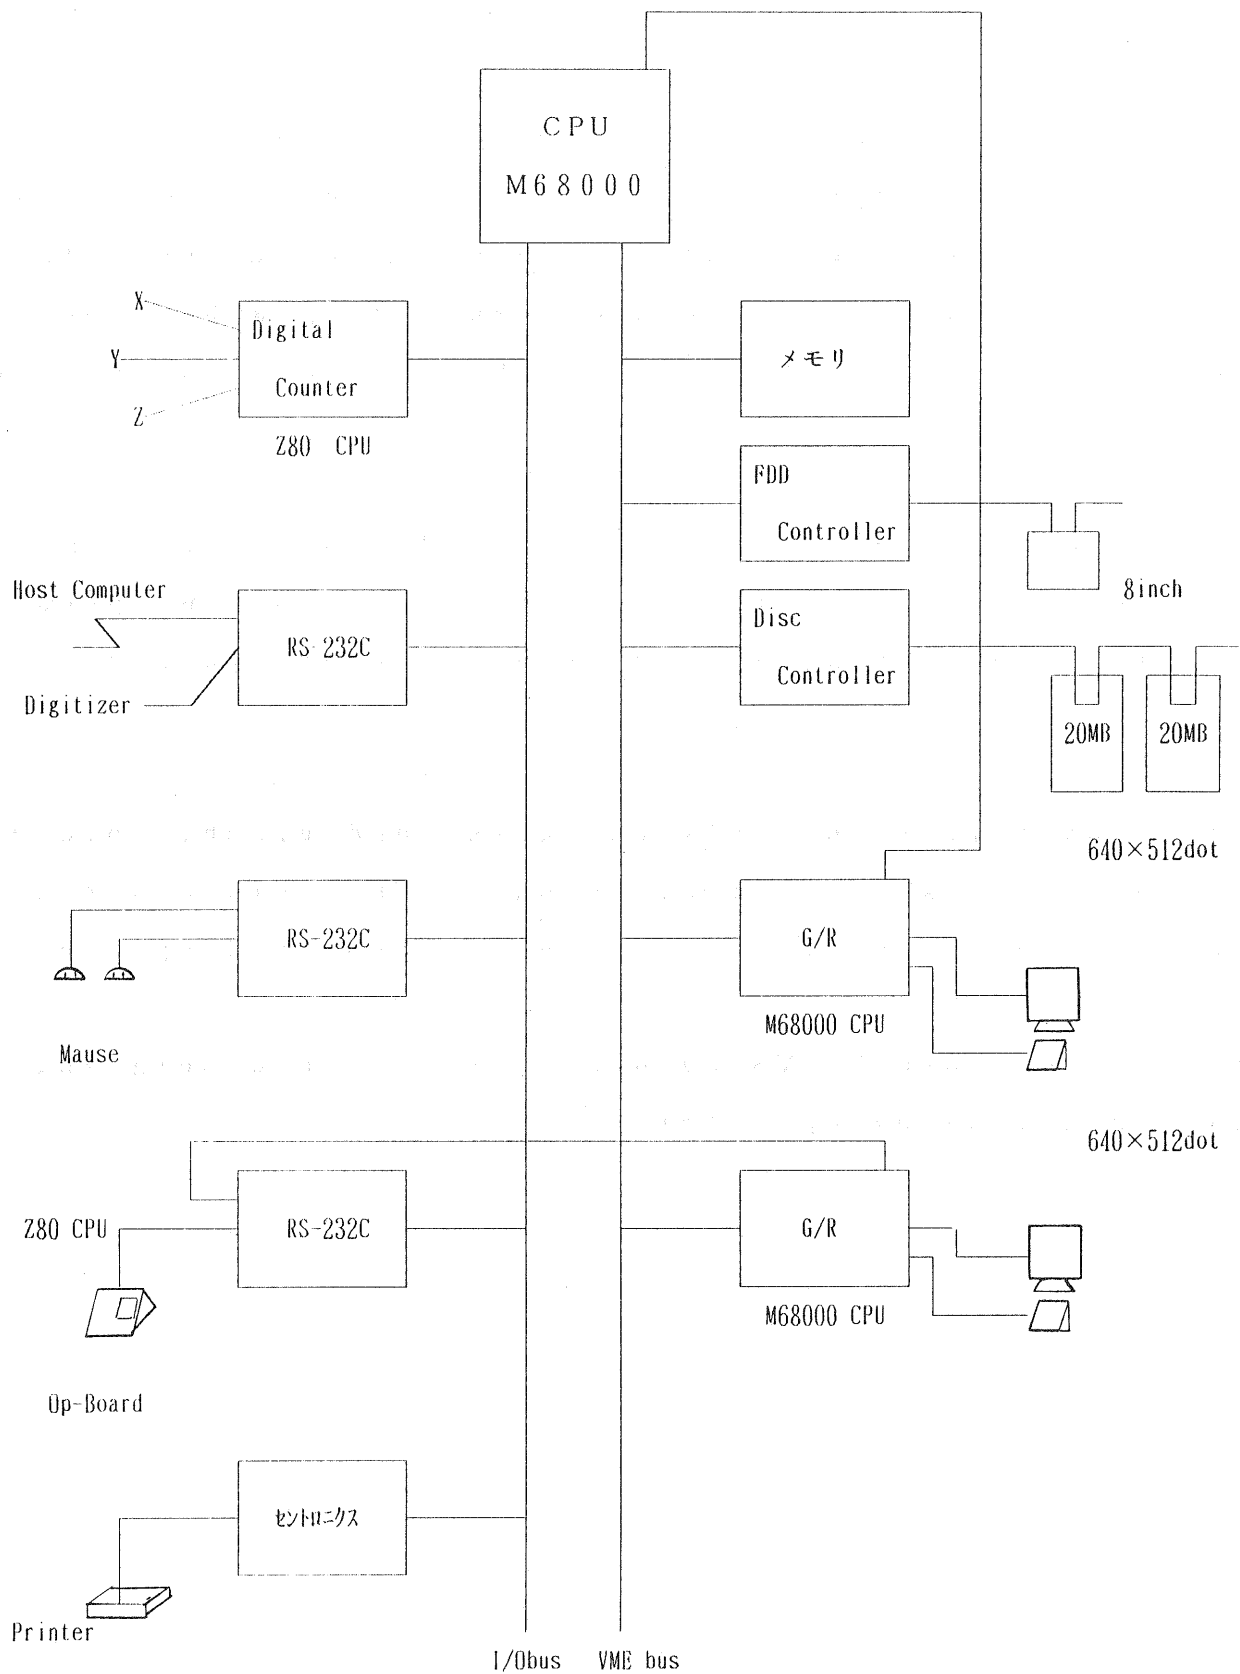 CPU
M68000
X
Y
Z
Digital
Counter
Z80 CPU
メモリ
FDD
Controller
8inch
Host Computer
Digitizer
RS-232C
Disc
Controller
20MB
20MB
640×512dot
RS-232C
Mause
G/R
M68000 CPU
640×512dot
Z80 CPU
RS-232C
Op-Board
G/R
M68000 CPU
セントロニクス
Printer
I/Obus
VME bus